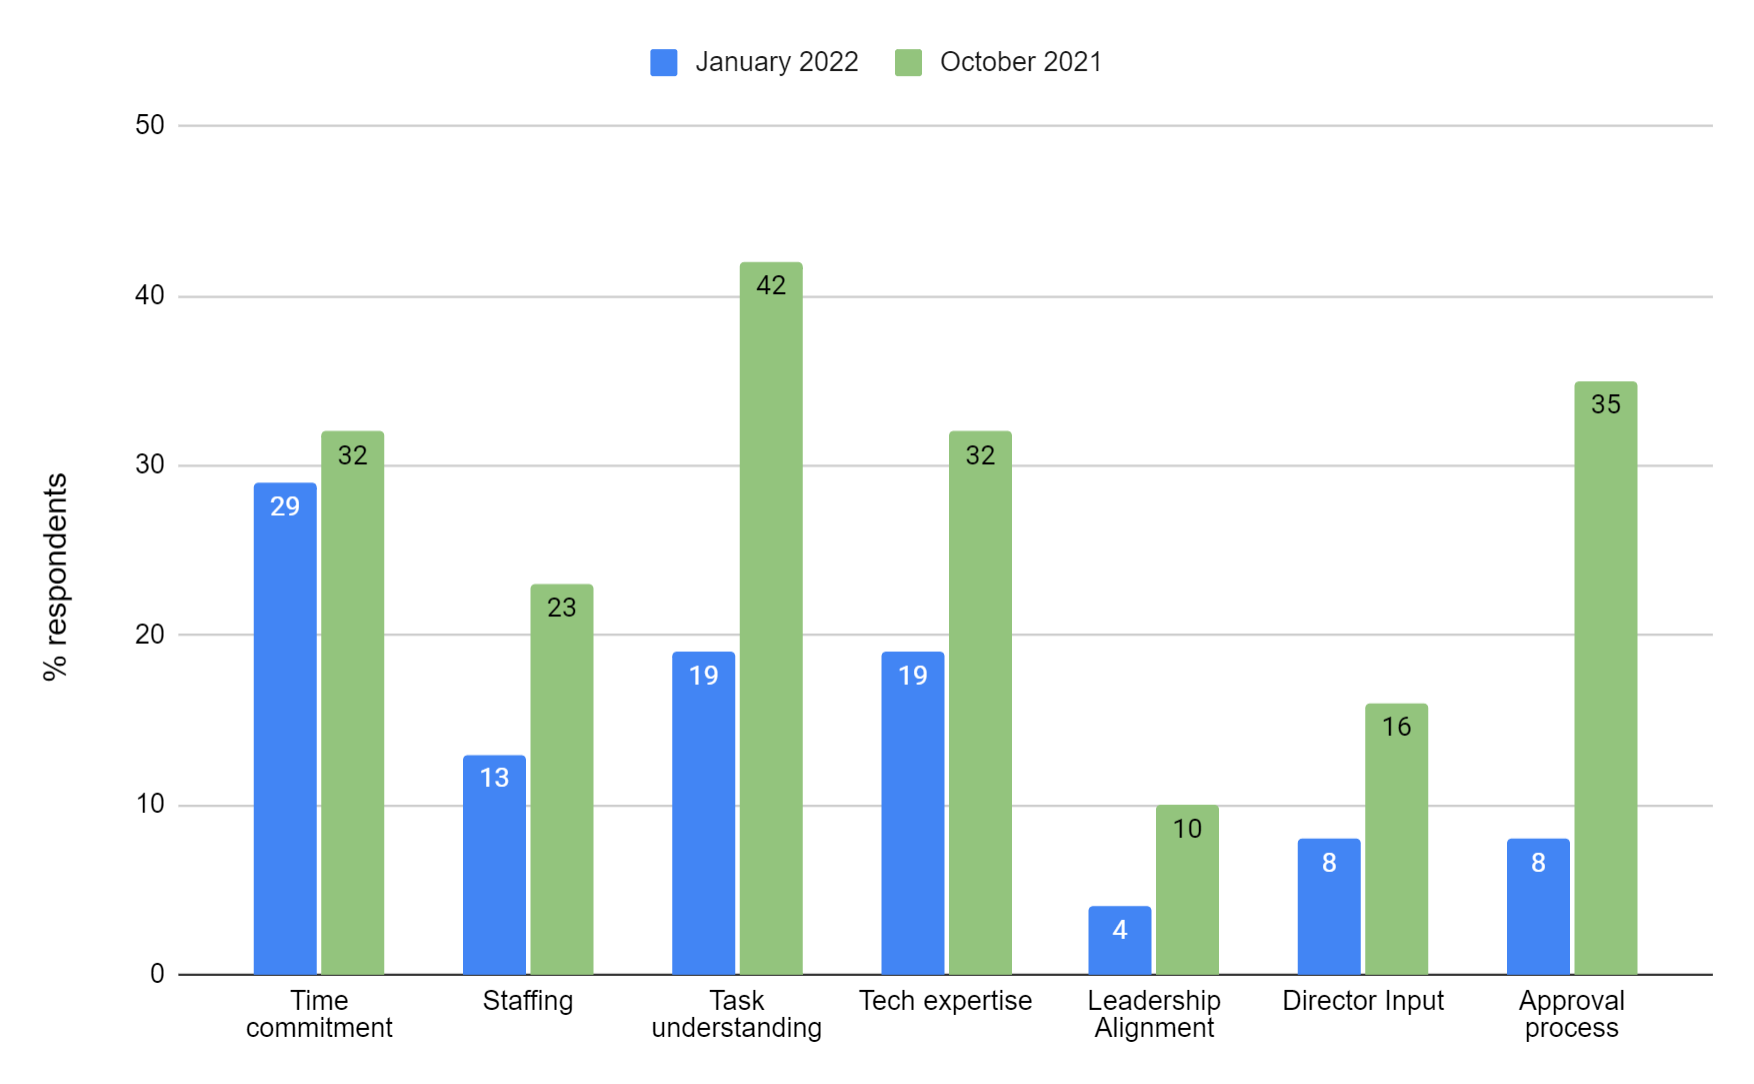 January 2022 October 2021
50
40
30
20
10
0
% respondents
29 32
13 23
19 42
19 32
4 10
8 16
8 35
Time
commitment
Staffing
Task
understanding
Tech expertise
Leadership
Alignment
Director Input
Approval
process